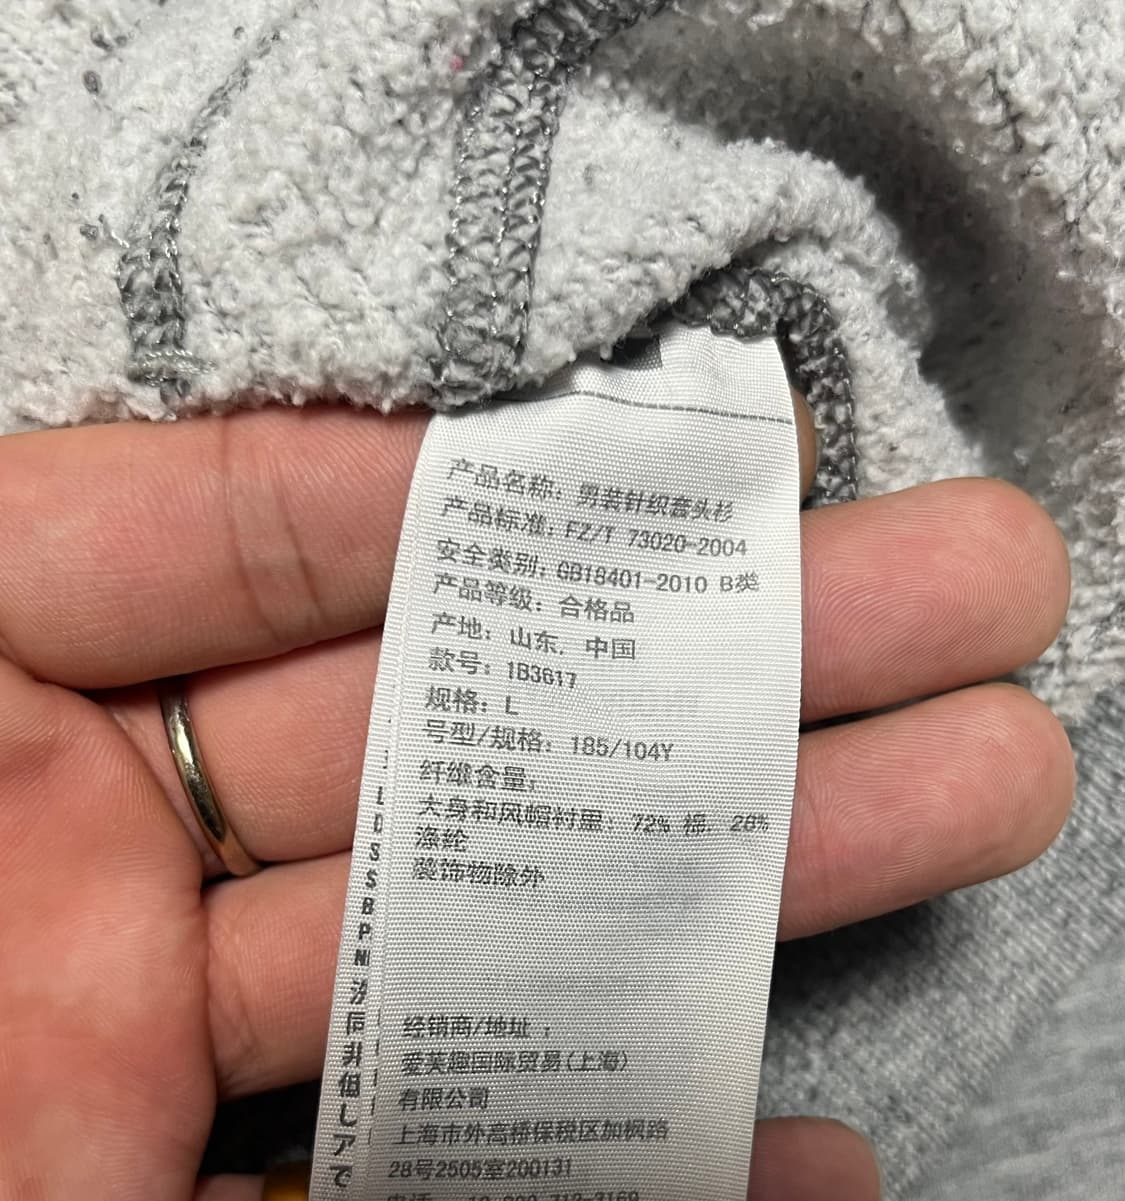 产品名称：男装针织套头衫
产品标准：FZ/T 73020-2004
安全类别：GB18401-2010 B类
产品等级：合格品
产地：山东，中国
款号：1B3617
规格：L
号型/规格：185/104Y
纤维含量：
大身和风帽衬里：72% 棉，28%
涤纶
装饰物除外
经销商/地址：
爱芙趣国际贸易(上海)
有限公司
上海市外高桥保税区加枫路
28号2505室200131